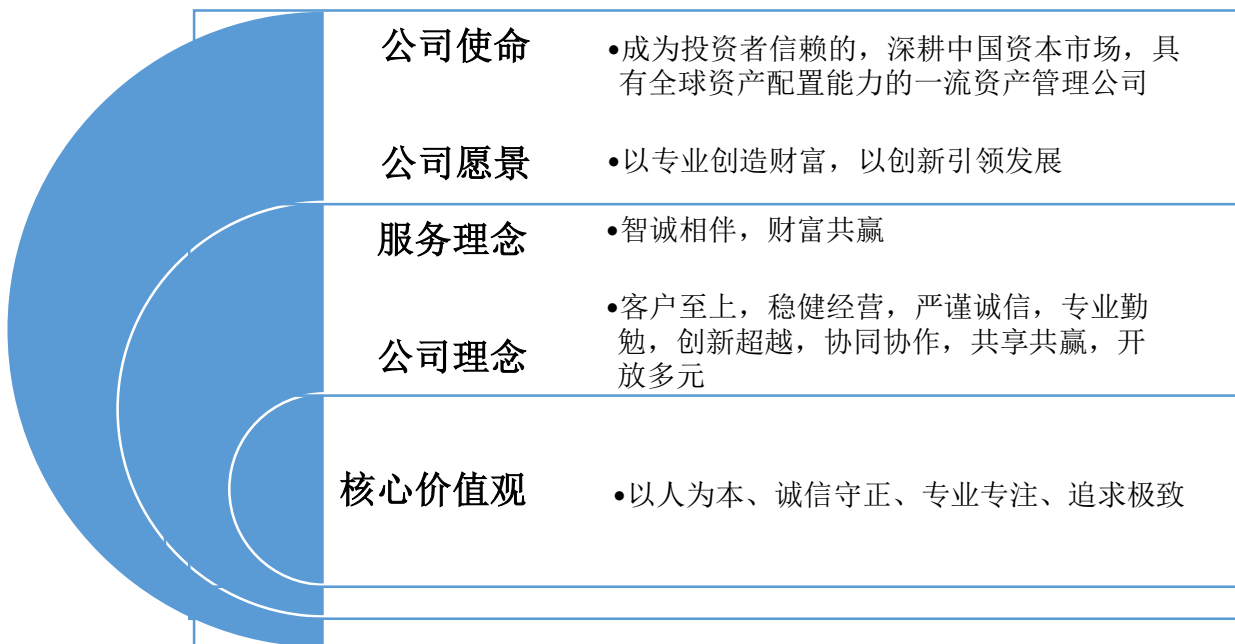 公司使命
•成为投资者信赖的，深耕中国资本市场，具
有全球资产配置能力的一流资产管理公司
公司愿景
•以专业创造财富，以创新引领发展
服务理念
•智诚相伴，财富共赢
公司理念
•客户至上，稳健经营，严谨诚信，专业勤
勉，创新超越，协同协作，共享共赢，开
放多元
核心价值观
•以人为本、诚信守正、专业专注、追求极致